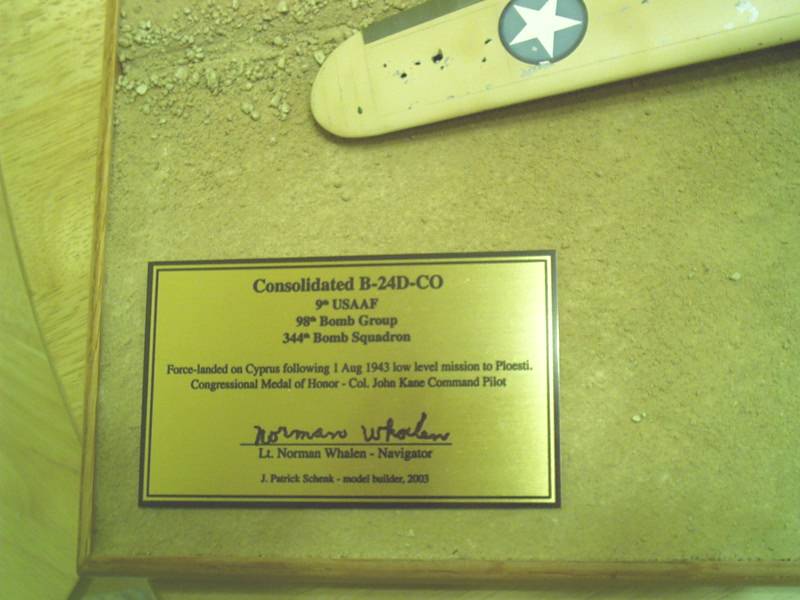 Consolidated B-24D-CO
9th USAAF
98th Bomb Group
344th Bomb Squadron
Force-landed on Cyprus following 1 Aug 1943 low level mission to Ploesti.
Congressional Medal of Honor - Col. John Kane Command Pilot
Norman Whalen
Lt. Norman Whalen - Navigator
J. Patrick Schenk - model builder, 2003